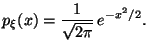 p_ξ(x) = \frac{1}{\sqrt{2π}} e^{-x^2/2}.